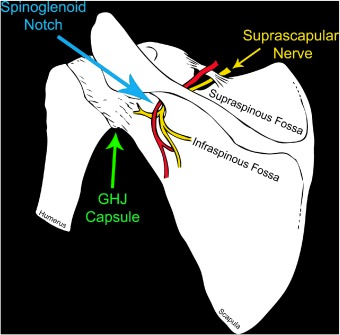 Spinoglenoid
Notch
Suprascapular
Nerve
Supraspinous Fossa
Infraspinous Fossa
GHJ
Capsule
Humerus
Scapula